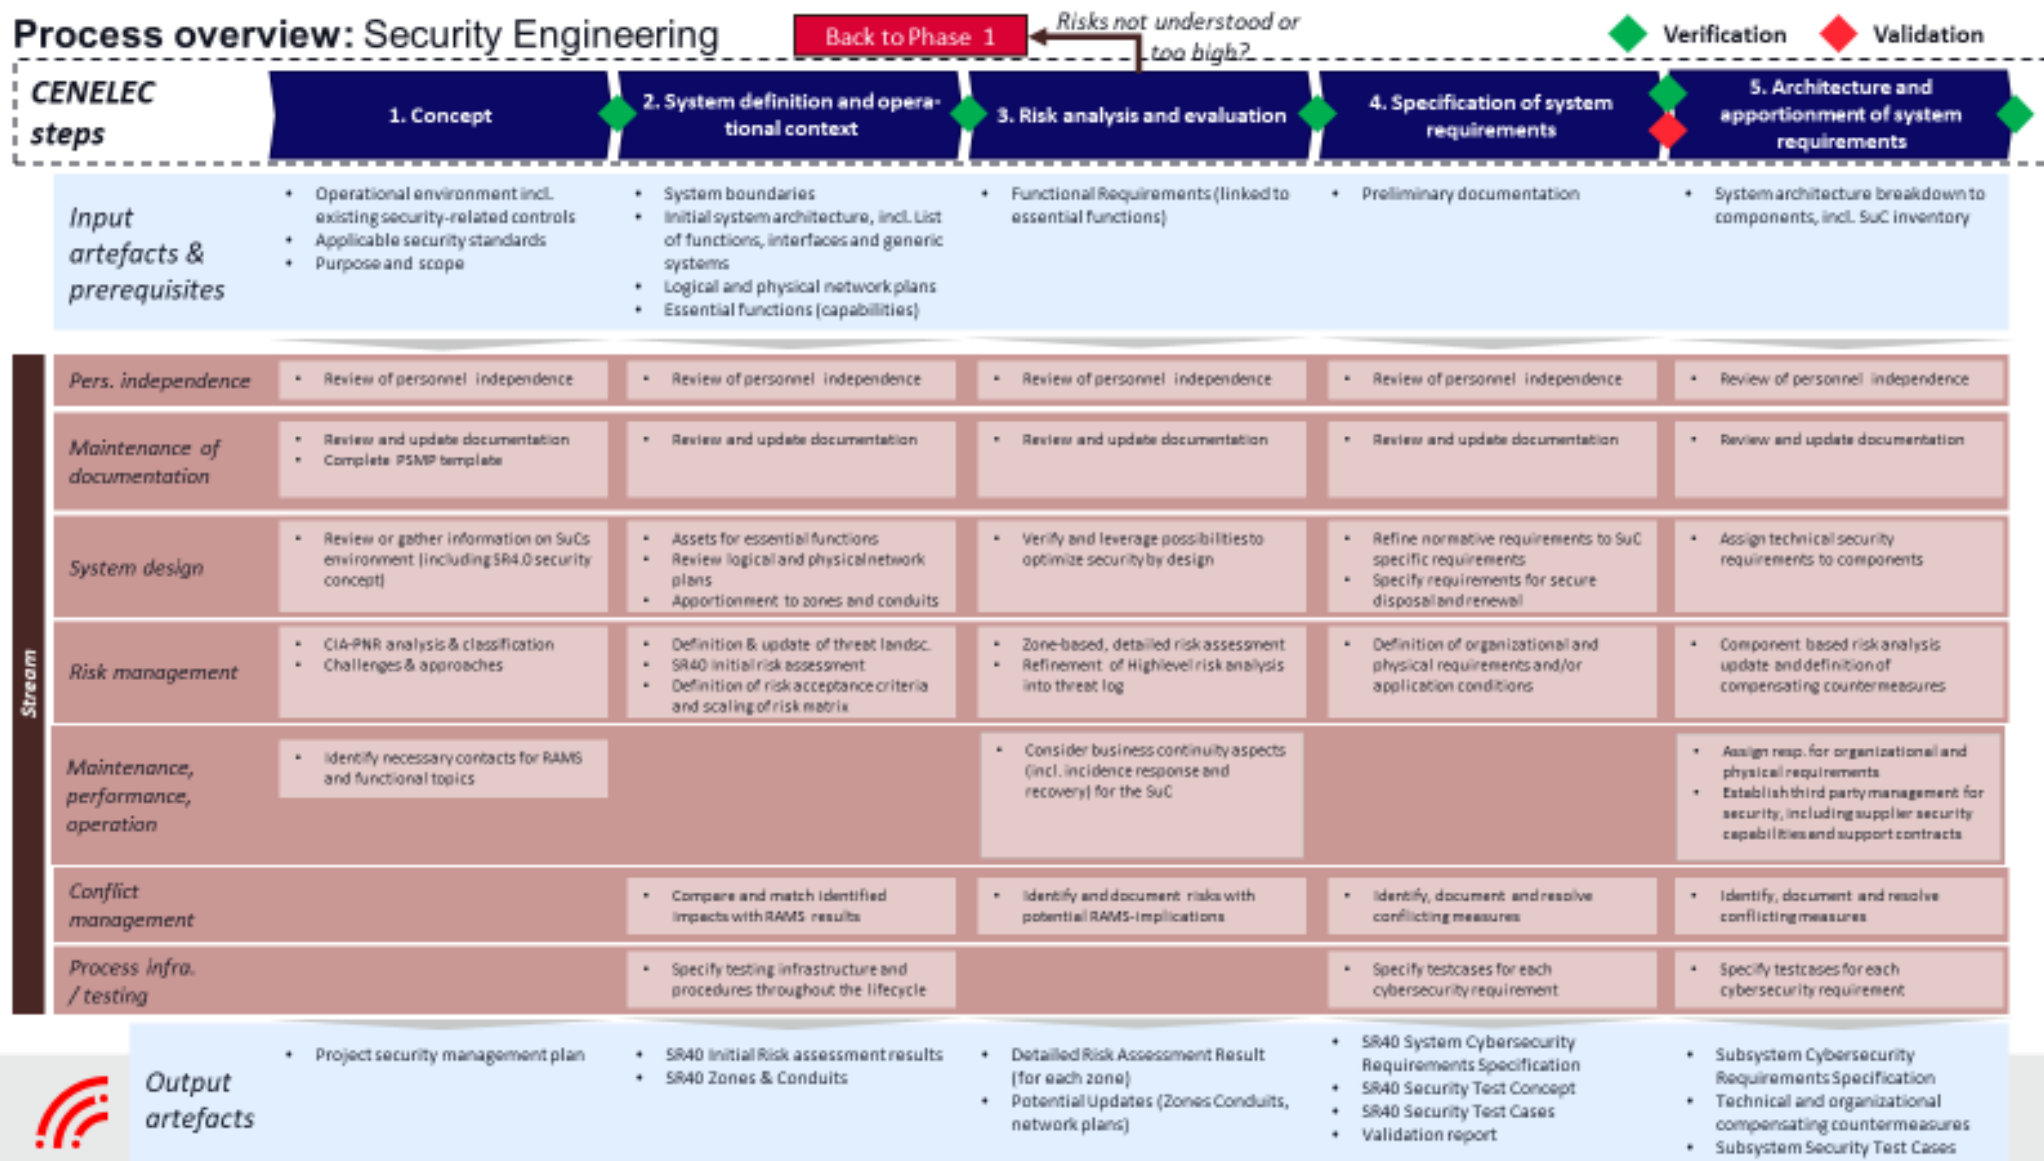 Process overview: Security Engineering
Back to Phase 1
Risks not understood or
too high?
Verification
Validation
CENELEC
steps
1. Concept
2. System definition and opera-
tional context
3. Risk analysis and evaluation
4. Specification of system
requirements
5. Architecture and
apportionment of system
requirements
Input
artefacts &
prerequisites
• Operational environment incl.
existing security-related controls
• Applicable security standards
• Purpose and scope
• System boundaries
• Initial system architecture, incl. List
of functions, interfaces and generic
systems
• Logical and physical network plans
• Essential functions (capabilities)
• Functional Requirements (linked to
essential functions)
• Preliminary documentation
• System architecture breakdown to
components, incl. SuC inventory
Stream
Pers. independence
• Review of personnel independence
• Review of personnel independence
• Review of personnel independence
• Review of personnel independence
• Review of personnel independence
Maintenance of
documentation
• Review and update documentation
• Complete PSMP template
• Review and update documentation
• Review and update documentation
• Review and update documentation
• Review and update documentation
System design
• Review or gather information on SuCs
environment (including SR4.0 security
concept)
• Assets for essential functions
• Review logical and physical network
plans
• Apportionment to zones and conduits
• Verify and leverage possibilities to
optimize security by design
• Refine normative requirements to SuC
specific requirements
• Specify requirements for secure
disposal and renewal
• Assign technical security
requirements to components
Risk management
• CIA-PNR analysis & classification
• Challenges & approaches
• Definition & update of threat landsc.
• SR40 Initial risk assessment
• Definition of risk acceptance criteria
and scaling of risk matrix
• Zone-based, detailed risk assessment
• Refinement of Highlevel risk analysis
into threat log
• Definition of organizational and
physical requirements and/or
application conditions
• Component based risk analysis
update and definition of
compensating countermeasures
Maintenance,
performance,
operation
• Identify necessary contacts for RAMS
and functional topics
• Consider business continuity aspects
(incl. incidence response and
recovery) for the SuC
• Assign resp. for organizational and
physical requirements
• Establish third party management for
security, including supplier security
capabilities and support contracts
Conflict
management
• Compare and match identified
impacts with RAMS results
• Identify and document risks with
potential RAMS-implications
• Identify, document and resolve
conflicting measures
• Identify, document and resolve
conflicting measures
Process infra.
/ testing
• Specify testing infrastructure and
procedures throughout the lifecycle
• Specify testcases for each
cybersecurity requirement
• Specify testcases for each
cybersecurity requirement
Output
artefacts
• Project security management plan
• SR40 Initial Risk assessment results
• SR40 Zones & Conduits
• Detailed Risk Assessment Result
(for each zone)
• Potential Updates (Zones Conduits,
network plans)
• SR40 System Cybersecurity
Requirements Specification
• SR40 Security Test Concept
• SR40 Security Test Cases
• Validation report
• Subsystem Cybersecurity
Requirements Specification
• Technical and organizational
compensating countermeasures
• Subsystem Security Test Cases